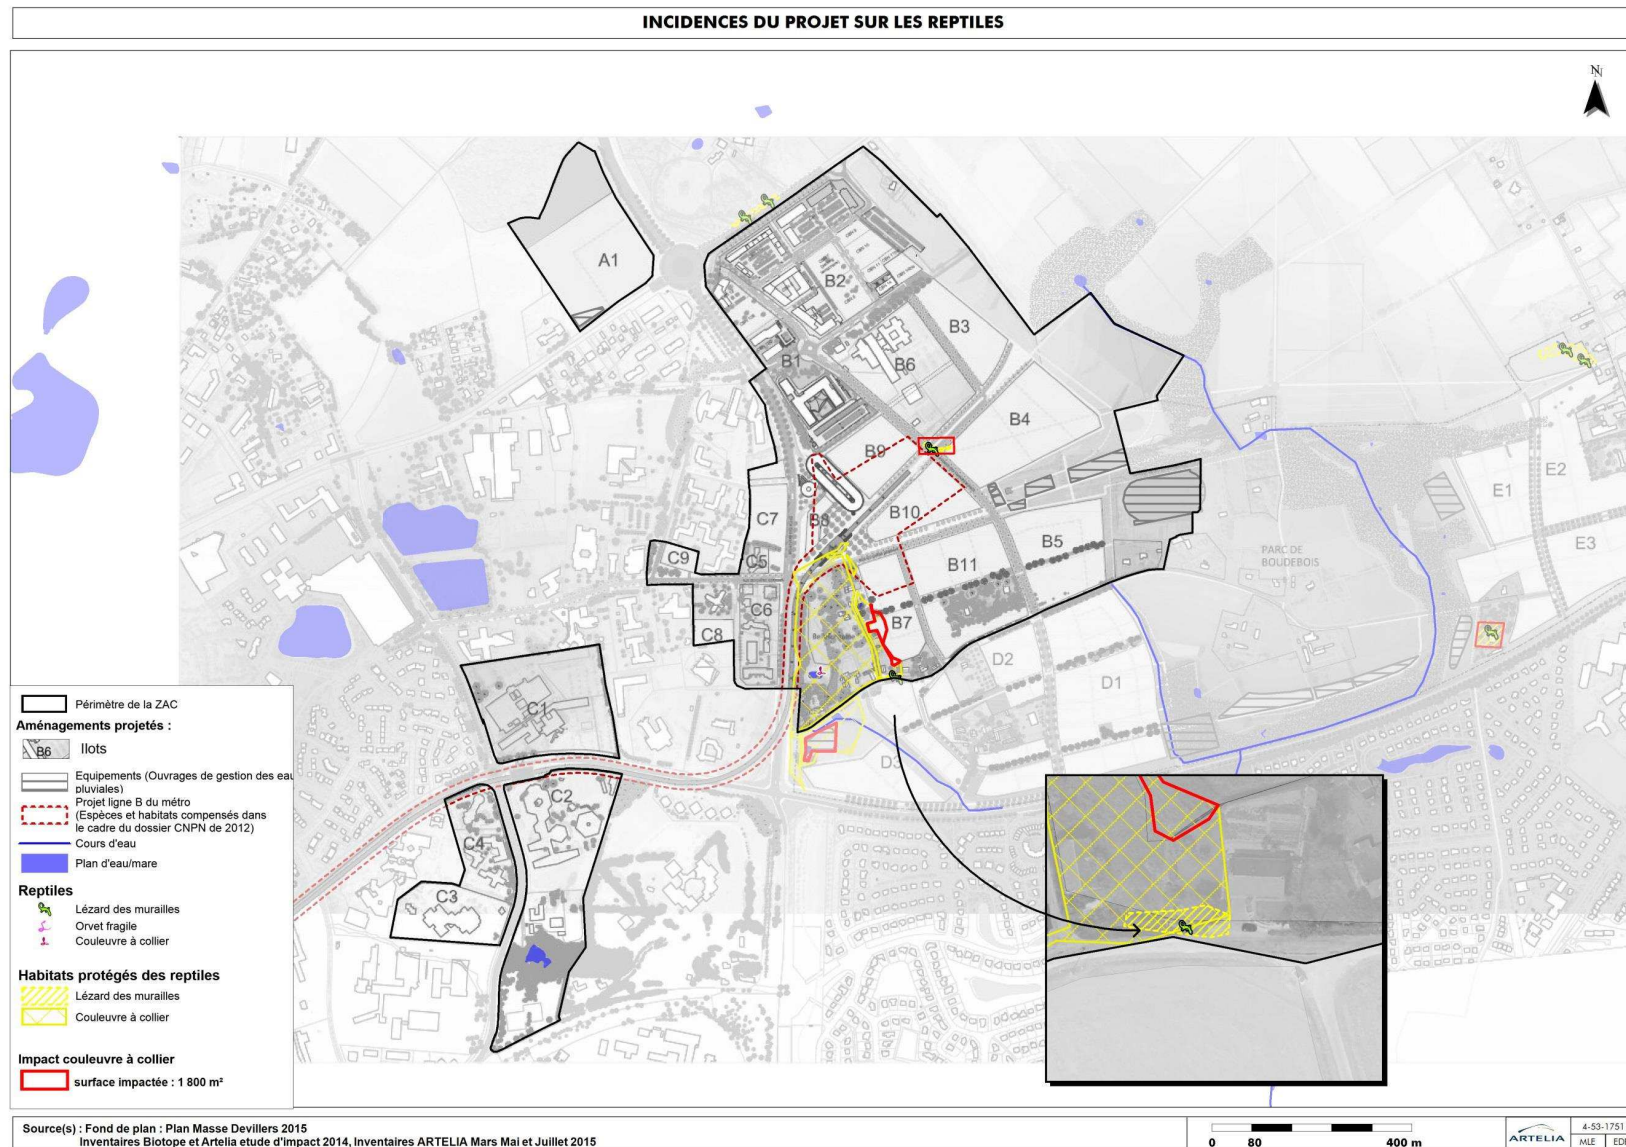 INCIDENCES DU PROJET SUR LES REPTILES
N
A1
B2
B3
B1
B6
B4
B9
B10
B8
C7
C9
C5
B5
B11
C6
C8
B7
D2
D1
D3
E2
E1
E3
PARC DE
BOUDEBOIS
C1
C2
C4
C3
Périmètre de la ZAC
Aménagements projetés :
B6
Ilots
Equipements (Ouvrages de gestion des eau
pluviales)
Projet ligne B du métro
(Espèces et habitats compensés dans
le cadre du dossier CNPN de 2012)
Cours d'eau
Plan d'eau/mare
Reptiles
Lézard des murailles
Orvet fragile
Couleuvre à collier
Habitats protégés des reptiles
Lézard des murailles
Couleuvre à collier
Impact couleuvre à collier
surface impactée : 1 800 m²
Source(s) : Fond de plan : Plan Masse Devillers 2015
Inventaires Biotope et Artelia etude d'impact 2014, Inventaires ARTELIA Mars Mai et Juillet 2015
0 80 400 m
ARTELIA
4-53-1751
MLE EDI